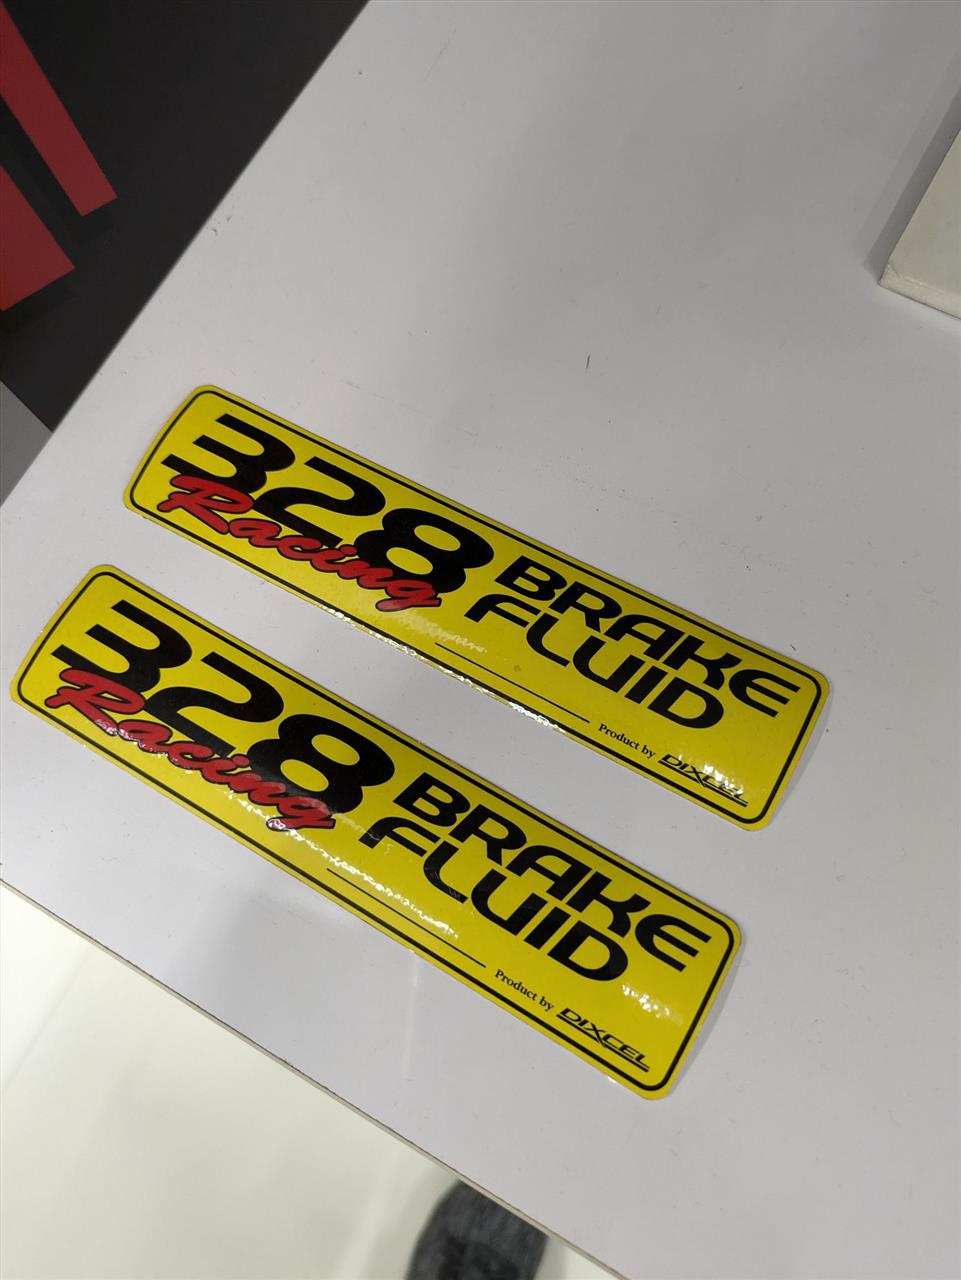 328
Racing
BRAKE
FLUID
Product by DIXCEL
328
Racing
BRAKE
FLUID
Product by DIXCEL